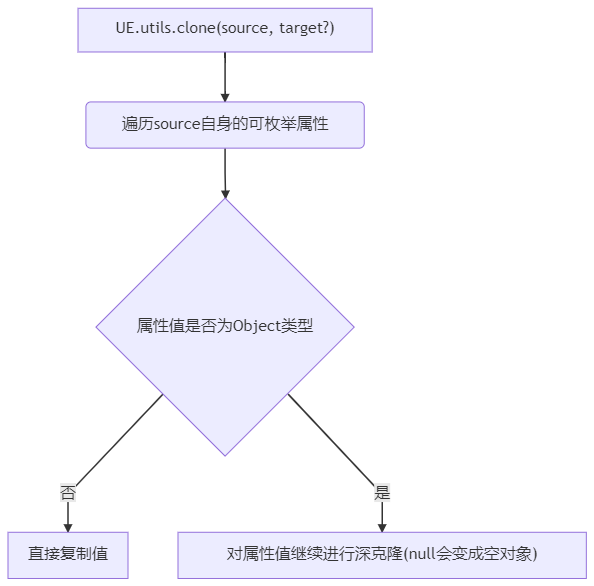 UE.utils.clone(source, target?)
遍历source自身的可枚举属性
属性值是否为Object类型
否
是
直接复制值
对属性值继续进行深克隆(null会变成空对象)